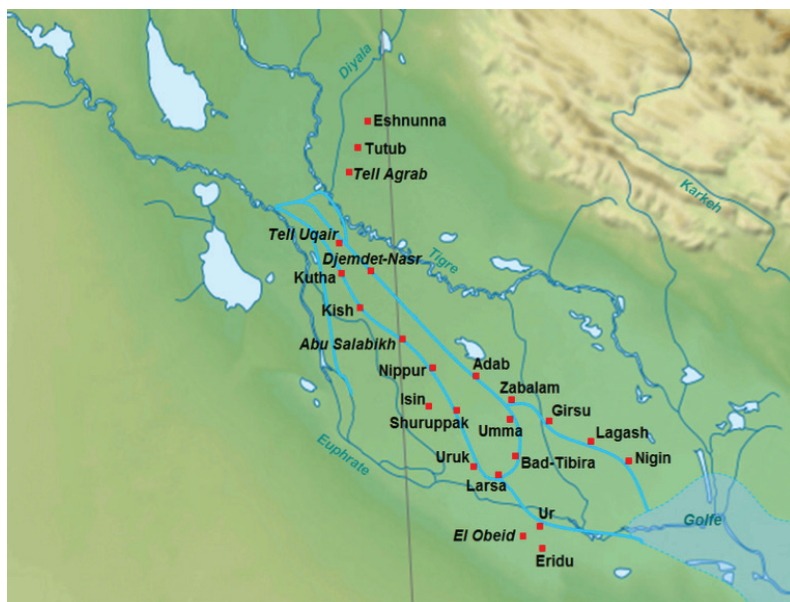 Diyala
Eshnunna
Tutub
Tell Agrab
Karkeh
Tell Uqair
Tigre
Djemdet-Nasr
Kutha
Kish
Abu Salabikh
Nippur
Adab
Zabalam
Isin
Girsu
Shuruppak
Umma
Lagash
Euphrate
Uruk
Bad-Tibira
Nigin
Larsa
Ur
Golfe
El Obeid
Eridu